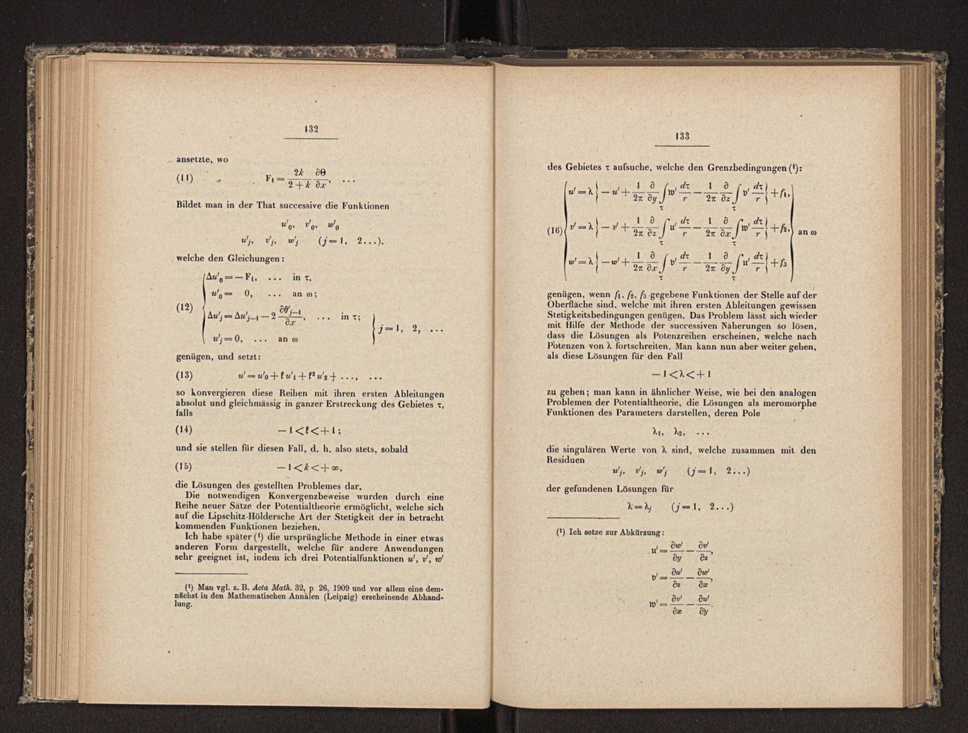 132
ansetzte, wo
(11) F₁ = 2k/(2 + k) ∂Θ/∂x, ...
Bildet man in der That successive die Funktionen
u'₀, v'₀, w'₀
u'ⱼ, v'ⱼ, w'ⱼ (j = 1, 2...).
welche den Gleichungen:
Δu'₀ = — F₁, ... in τ,
u'₀ = 0, ... an ω;
(12) Δu'ⱼ = Δu'ⱼ₋₁ — 2 ∂θ'ⱼ₋₁/∂x, ... in τ; } j = 1, 2, ...
u'ⱼ = 0, ... an ω
genügen, und setzt:
(13) u' = u'₀ + ł u'₁ + ł² u'₂ + ..., ...
so konvergieren diese Reihen mit ihren ersten Ableitungen
absolut und gleichmässig in ganzer Erstreckung des Gebietes τ,
falls
(14) — 1 < ł < + 1;
und sie stellen für diesen Fall, d. h. also stets, sobald
(15) — 1 < k < + ∞,
die Lösungen des gestellten Problemes dar.
Die notwendigen Konvergenzbeweise wurden durch eine
Reihe neuer Sätze der Potentialtheorie ermöglicht, welche sich
auf die Lipschitz-Höldersche Art der Stetigkeit der in betracht
kommenden Funktionen beziehen.
Ich habe später (¹) die ursprüngliche Methode in einer etwas
anderen Form dargestellt, welche für andere Anwendungen
sehr geeignet ist, indem ich drei Potentialfunktionen u', v', w'
(¹) Man vgl. z. B. Acta Math. 32, p 26, 1909 und vor allem eine dem-
nächst in den Mathematischen Annalen (Leipzig) erscheinende Abhand-
lung.
133
des Gebietes τ aufsuche, welche den Grenzbedingungen (¹):
u' = λ { — u' + 1/2π ∂/∂y ∫τ w' dτ/r — 1/2π ∂/∂z ∫τ v' dτ/r } + f₁,
(16) v' = λ { — v' + 1/2π ∂/∂z ∫τ u' dτ/r — 1/2π ∂/∂x ∫τ w' dτ/r } + f₂, an ω
w' = λ { — w' + 1/2π ∂/∂x ∫τ v' dτ/r — 1/2π ∂/∂y ∫τ u' dτ/r } + f₃
genügen, wenn f₁, f₂, f₃ gegebene Funktionen der Stelle auf der
Oberfläche sind, welche mit ihren ersten Ableitungen gewissen
Stetigkeitsbedingungen genügen. Das Problem lässt sich wieder
mit Hilfe der Methode der successiven Näherungen so lösen,
dass die Lösungen als Potenzreihen erscheinen, welche nach
Potenzen von λ fortschreiten. Man kann nun aber weiter gehen,
als diese Lösungen für den Fall
— 1 < λ < + 1
zu geben; man kann in ähnlicher Weise, wie bei den analogen
Problemen der Potentialtheorie, die Lösungen als meromorphe
Funktionen des Parameters darstellen, deren Pole
λ₁, λ₂, ...
die singulären Werte von λ sind, welche zusammen mit den
Residuen
u'ⱼ, v'ⱼ, w'ⱼ (j = 1, 2...)
der gefundenen Lösungen für
λ = λⱼ (j = 1, 2...)
(¹) Ich setze zur Abkürzung:
u' = ∂w'/∂y — ∂v'/∂z,
v' = ∂u'/∂z — ∂w'/∂x,
w' = ∂v'/∂x — ∂u'/∂y